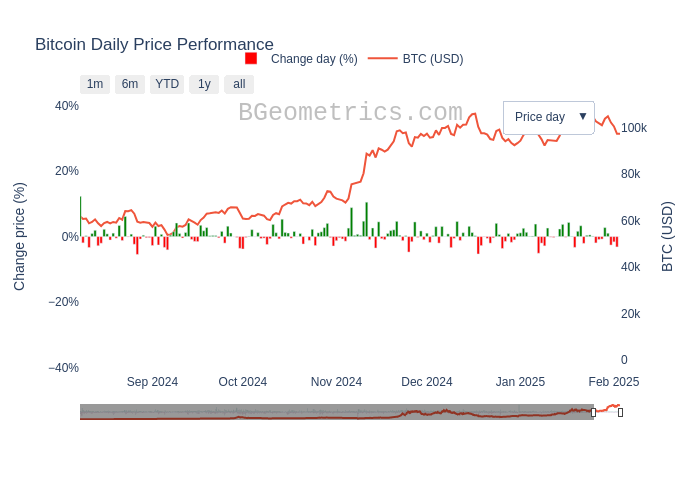 Bitcoin Daily Price Performance
Change day (%) BTC (USD)
1m 6m YTD 1y all
BGeometrics.com
Price day ▼
Change price (%)
40%
20%
0%
−20%
−40%
100k
80k
60k
40k
20k
0
BTC (USD)
Sep 2024 Oct 2024 Nov 2024 Dec 2024 Jan 2025 Feb 2025